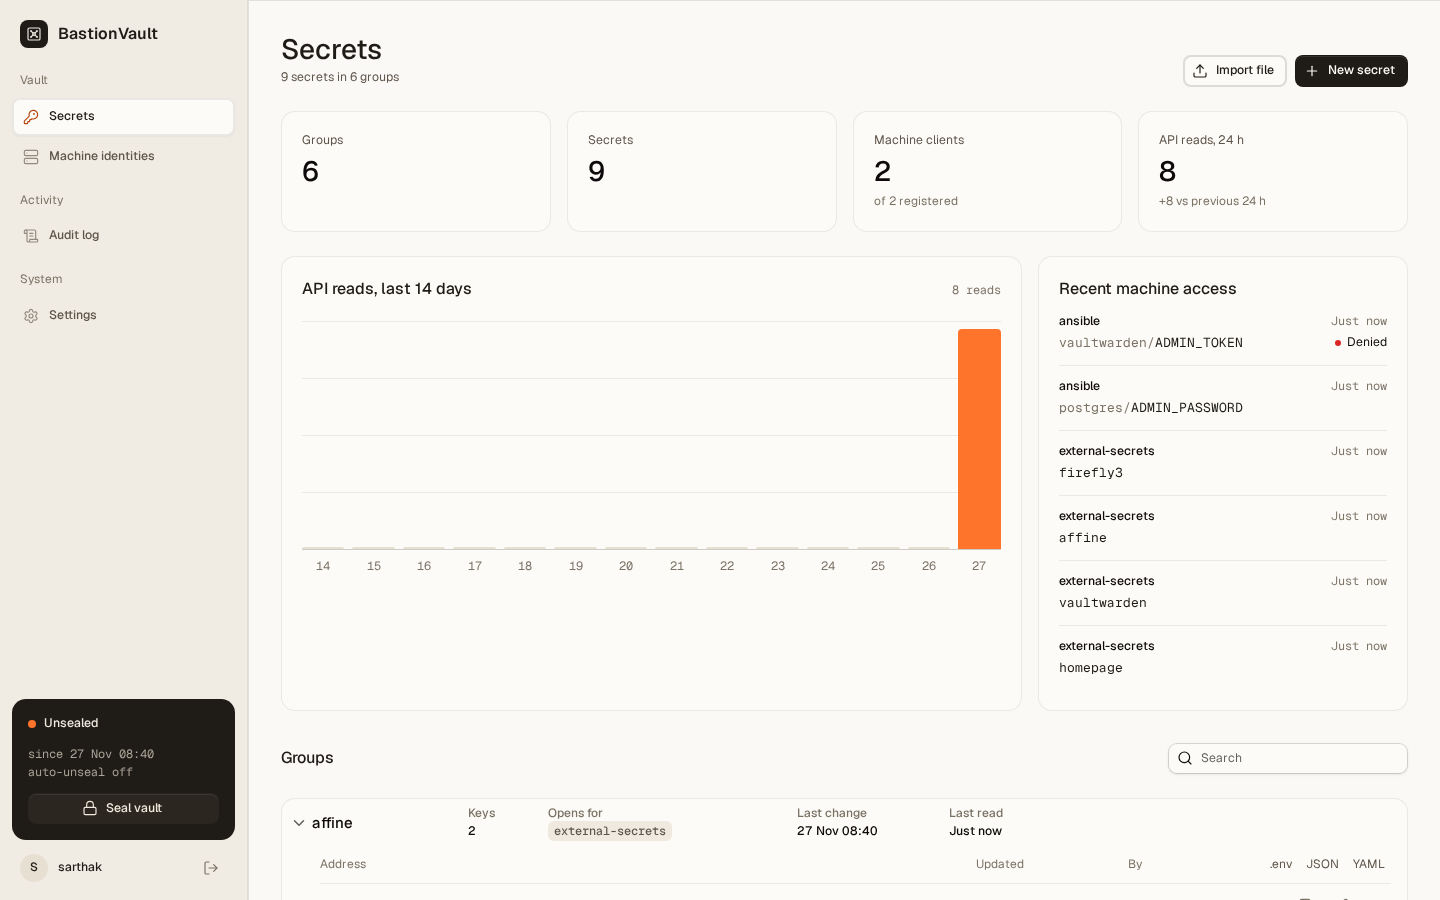 BastionVault
Vault
Secrets
Machine identities
Activity
Audit log
System
Settings
Unsealed
since 27 Nov 08:40
auto-unseal off
Seal vault
S
sarthak
Secrets
9 secrets in 6 groups
Import file
New secret
Groups
6
Secrets
9
Machine clients
2
of 2 registered
API reads, 24 h
8
+8 vs previous 24 h
API reads, last 14 days
8 reads
14 15 16 17 18 19 20 21 22 23 24 25 26 27
Recent machine access
ansible Just now
vaultwarden/ADMIN_TOKEN Denied
ansible Just now
postgres/ADMIN_PASSWORD
external-secrets Just now
firefly3
external-secrets Just now
affine
external-secrets Just now
vaultwarden
external-secrets Just now
homepage
Groups
Search
affine
Keys
2
Opens for
external-secrets
Last change
27 Nov 08:40
Last read
Just now
Address Updated By .env JSON YAML